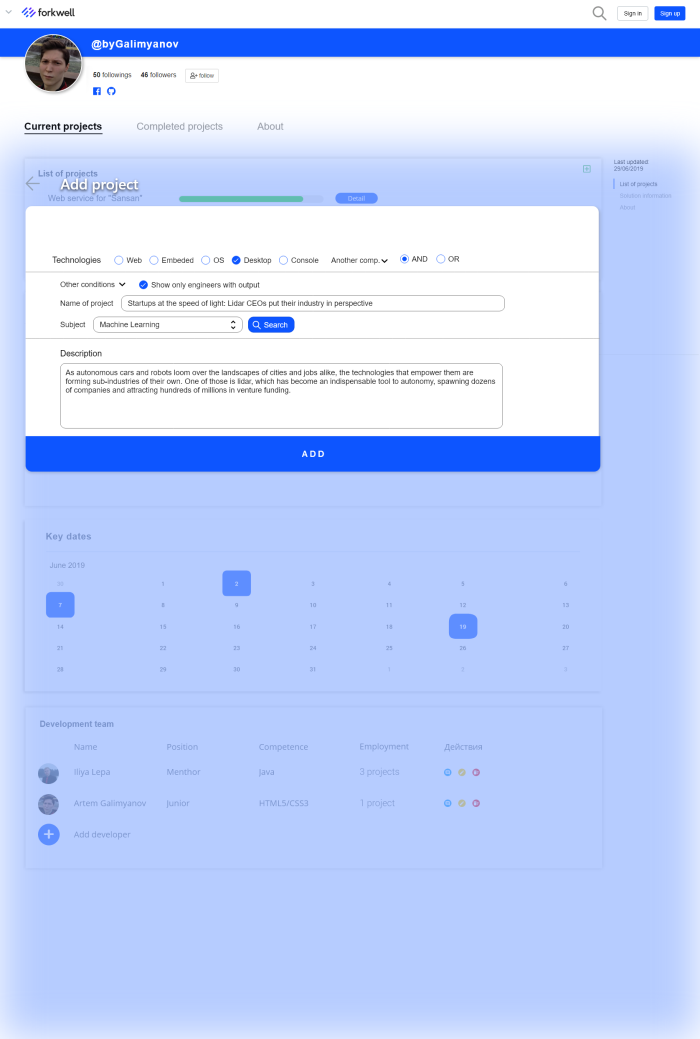 forkwell
Sign in
Sign up
@byGalimyanov
50 followings 46 followers follow
Current projects Completed projects About
Last updated:
29/06/2019
List of projects
List of projects
Add project
Web service for "Sansan" Detail
About
Technologies Web Embeded OS Desktop Console Another comp. AND OR
Other conditions Show only engineers with output
Name of project Startups at the speed of light: Lidar CEOs put their industry in perspective
Subject Machine Learning Search
Description
As autonomous cars and robots loom over the landscapes of cities and jobs alike, the technologies that empower them are
forming sub-industries of their own. One of those is lidar, which has become an indispensable tool to autonomy, spawning dozens
of companies and attracting hundreds of millions in venture funding.
ADD
Key dates
June 2019
30 1 2 3 4 5 6
7 8 9 10 11 12 13
14 15 16 17 18 19 20
21 22 23 24 25 26 27
28 29 30 31 1 2 3
Development team
Name Position Competence Employment Действия
Iliya Lepa Menthor Java 3 projects
Artem Galimyanov Junior HTML5/CSS3 1 project
Add developer